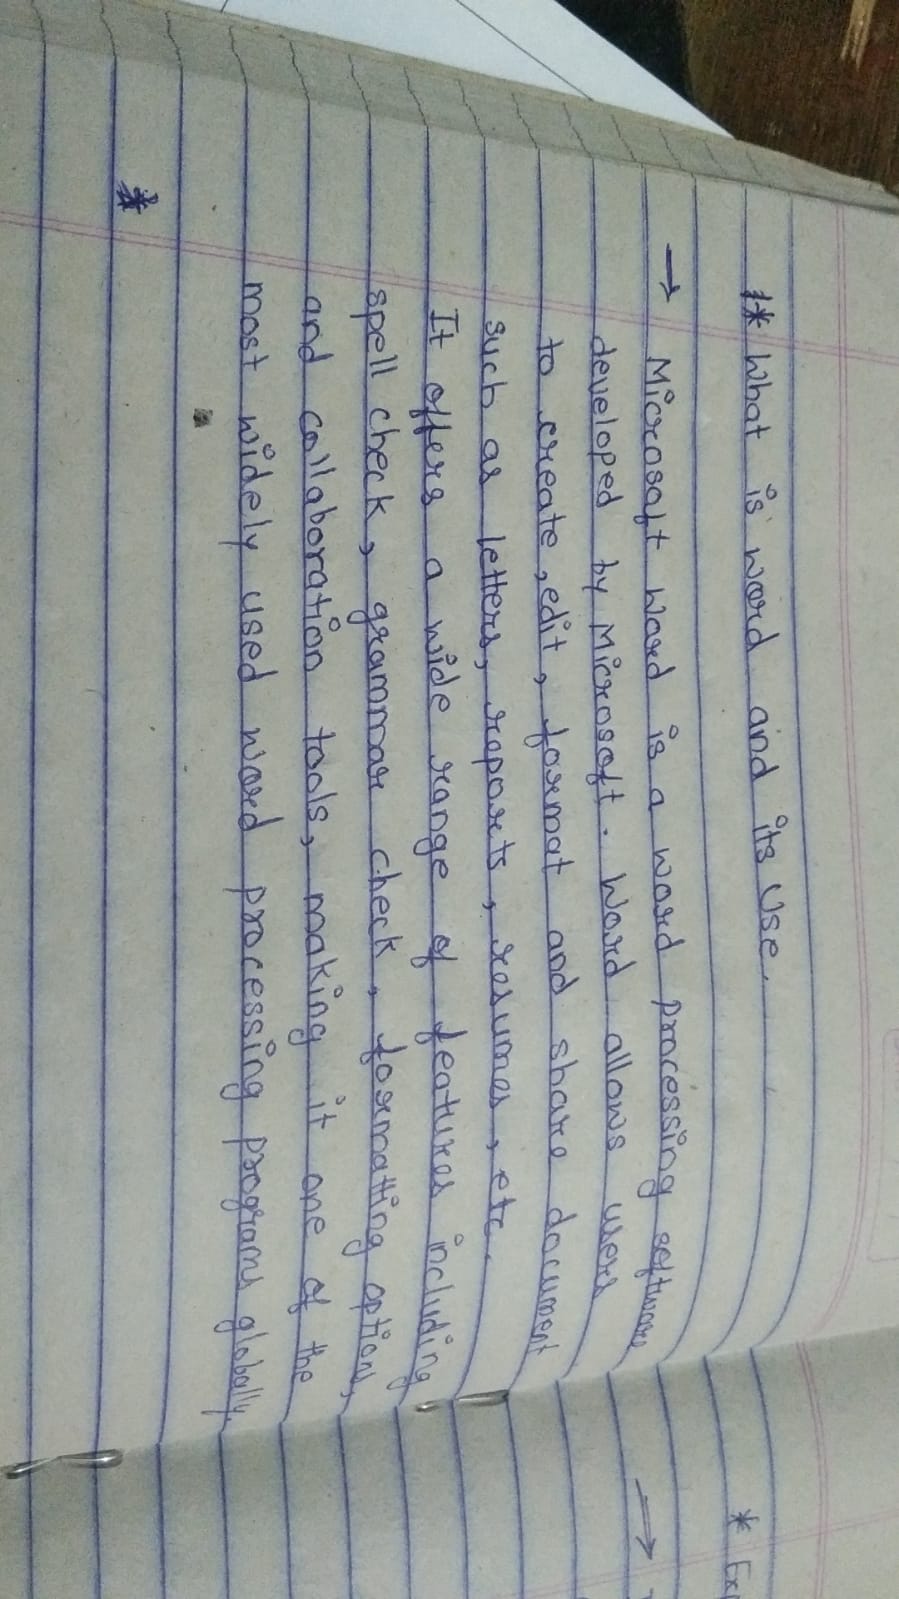 1* What is word and its Use.
→ Microsoft Word is a word processing software
developed by Microsoft. Word allows users
to create, edit, format and share document
such as letters, reports, resumes, etc.
It offers a wide range of features including
spell check, grammar check, formatting options,
and collaboration tools, making it one of the
most widely used word processing programs globally.
*
* Exp
→